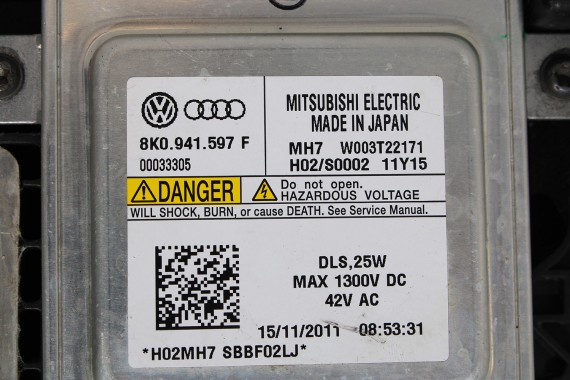 8K0.941.597 F
00033305
MITSUBISHI ELECTRIC
MADE IN JAPAN
MH7 W003T22171
H02/S0002 11Y15
DANGER
Do not open.
HAZARDOUS VOLTAGE
WILL SHOCK, BURN, or cause DEATH. See Service Manual.
DLS,25W
MAX 1300V DC
42V AC
15/11/2011 08:53:31
*H02MH7 SBBF02LJ*